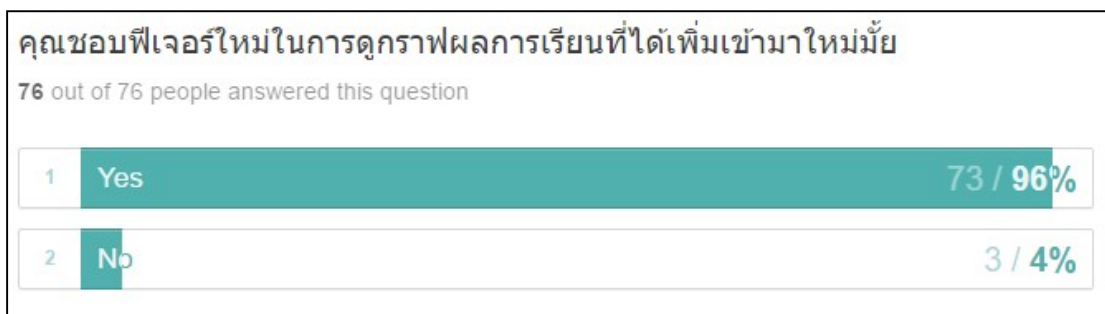 คุณชอบฟีเจอร์ใหม่ในการดูกราฟผลการเรียนที่ได้เพิ่มเข้ามาใหม่มั้ย
76 out of 76 people answered this question
1 Yes 73 / 96%
2 No 3 / 4%